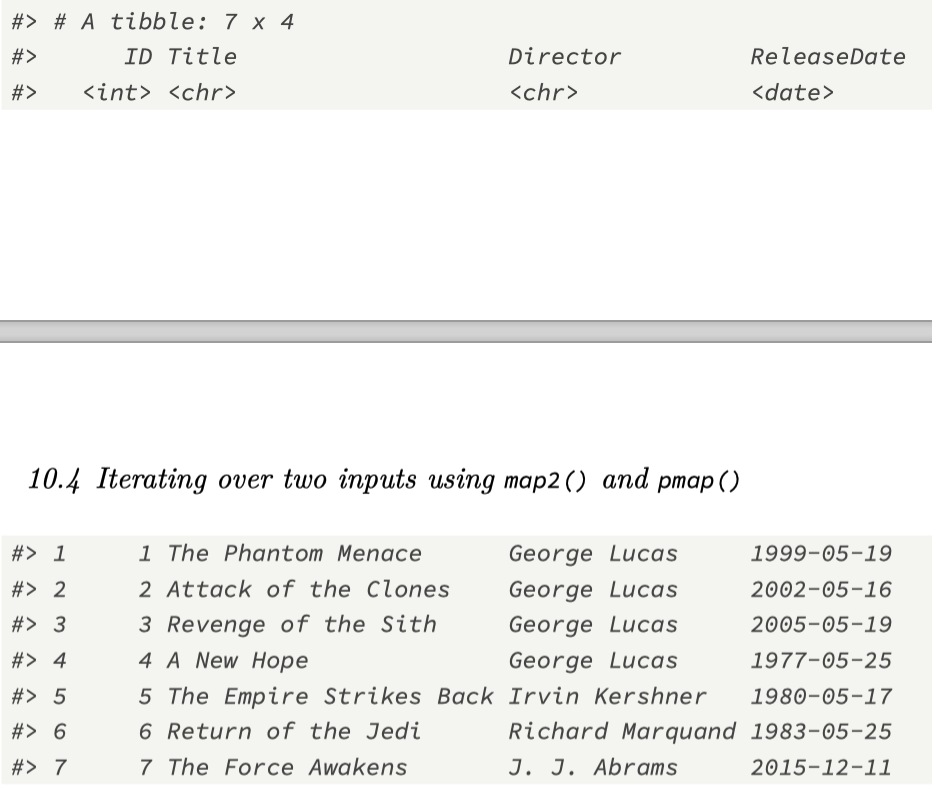 #> # A tibble: 7 x 4
#>      ID Title                   Director         ReleaseDate
#>   <int> <chr>                   <chr>            <date>
10.4 Iterating over two inputs using map2() and pmap()
#> 1     1 The Phantom Menace      George Lucas     1999-05-19
#> 2     2 Attack of the Clones    George Lucas     2002-05-16
#> 3     3 Revenge of the Sith     George Lucas     2005-05-19
#> 4     4 A New Hope              George Lucas     1977-05-25
#> 5     5 The Empire Strikes Back Irvin Kershner   1980-05-17
#> 6     6 Return of the Jedi      Richard Marquand 1983-05-25
#> 7     7 The Force Awakens       J. J. Abrams     2015-12-11